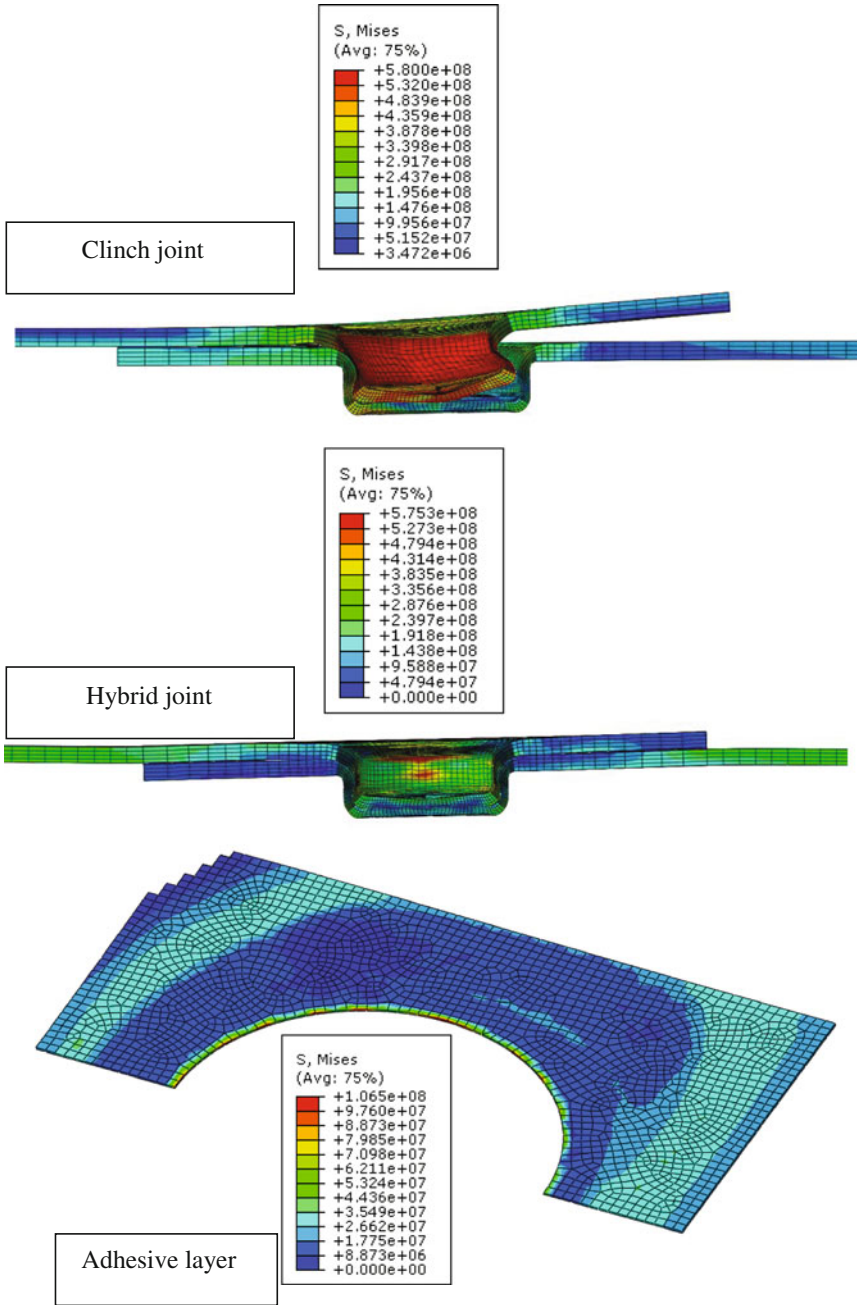 S, Mises
(Avg: 75%)
+5.800e+08
+5.320e+08
+4.839e+08
+4.359e+08
+3.878e+08
+3.398e+08
+2.917e+08
+2.437e+08
+1.956e+08
+1.476e+08
+9.956e+07
+5.152e+07
+3.472e+06
Clinch joint
S, Mises
(Avg: 75%)
+5.753e+08
+5.273e+08
+4.794e+08
+4.314e+08
+3.835e+08
+3.356e+08
+2.876e+08
+2.397e+08
+1.918e+08
+1.438e+08
+9.588e+07
+4.794e+07
+0.000e+00
Hybrid joint
S, Mises
(Avg: 75%)
+1.065e+08
+9.760e+07
+8.873e+07
+7.985e+07
+7.098e+07
+6.211e+07
+5.324e+07
+4.436e+07
+3.549e+07
+2.662e+07
+1.775e+07
+8.873e+06
+0.000e+00
Adhesive layer